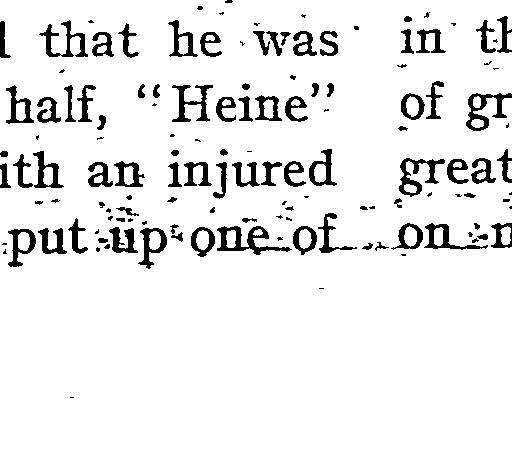 that he was
half, "Heine"
ith an injured
put up one of
in th
of gr
great
on